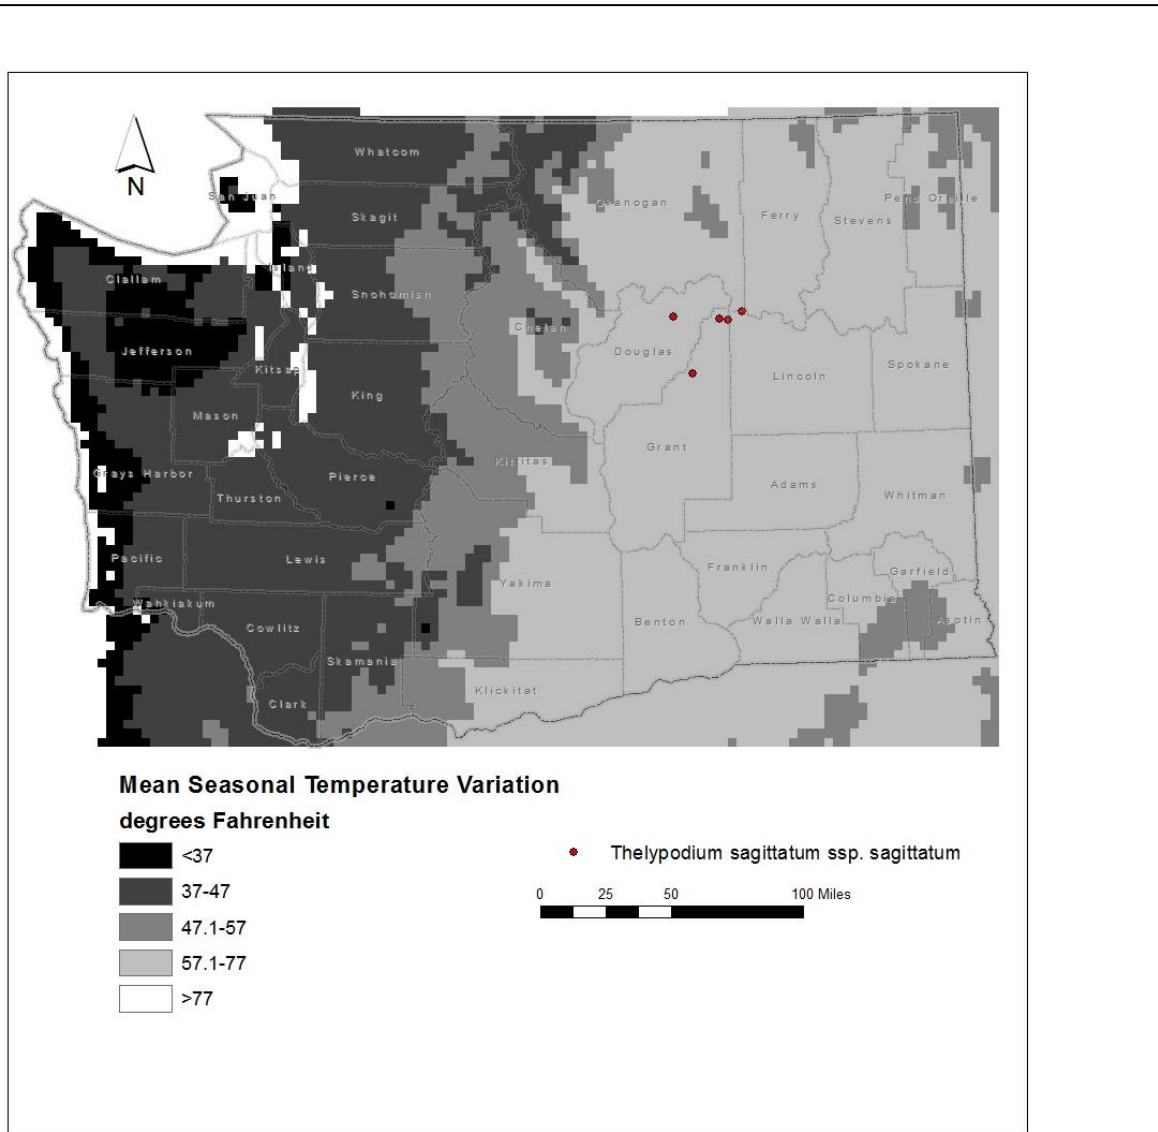 N
Whatcom
San Juan
Okanogan
Pend Oreille
Skagit
Ferry
Stevens
Island
Clallam
Snohomish
Chelan
Jefferson
Douglas
Kitsap
Spokane
Lincoln
King
Mason
Grant
Kittitas
Grays Harbor
Pierce
Adams
Thurston
Whitman
Pacific
Lewis
Franklin
Garfield
Yakima
Wahkiakum
Columbia
Cowlitz
Benton
Walla Walla
Asotin
Skamania
Klickitat
Clark
Mean Seasonal Temperature Variation
degrees Fahrenheit
<37
Thelypodium sagittatum ssp. sagittatum
37-47
0 25 50 100 Miles
47.1-57
57.1-77
>77